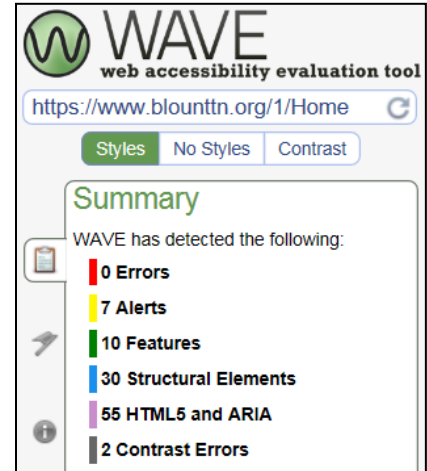 WAVE
web accessibility evaluation tool
https://www.blounttn.org/1/Home
Styles No Styles Contrast
Summary
WAVE has detected the following:
0 Errors
7 Alerts
10 Features
30 Structural Elements
55 HTML5 and ARIA
2 Contrast Errors